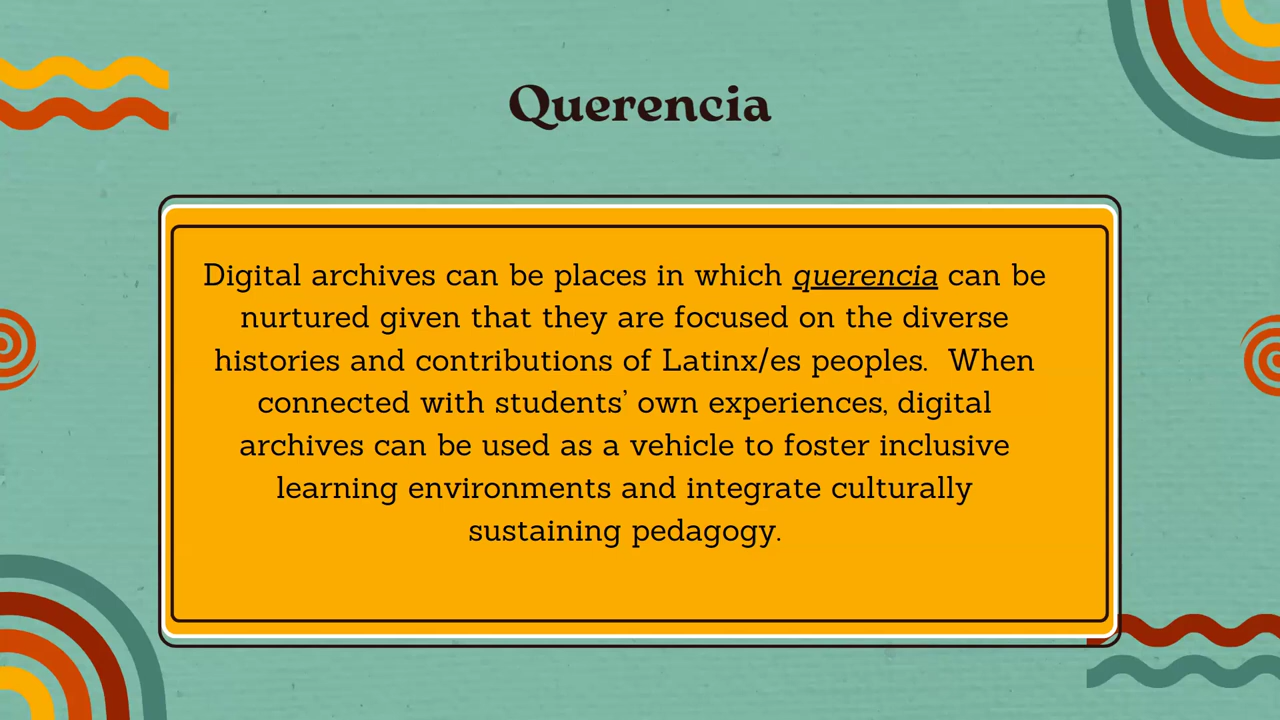 Querencia
Digital archives can be places in which querencia can be
nurtured given that they are focused on the diverse
histories and contributions of Latinx/es peoples.  When
connected with students’ own experiences, digital
archives can be used as a vehicle to foster inclusive
learning environments and integrate culturally
sustaining pedagogy.